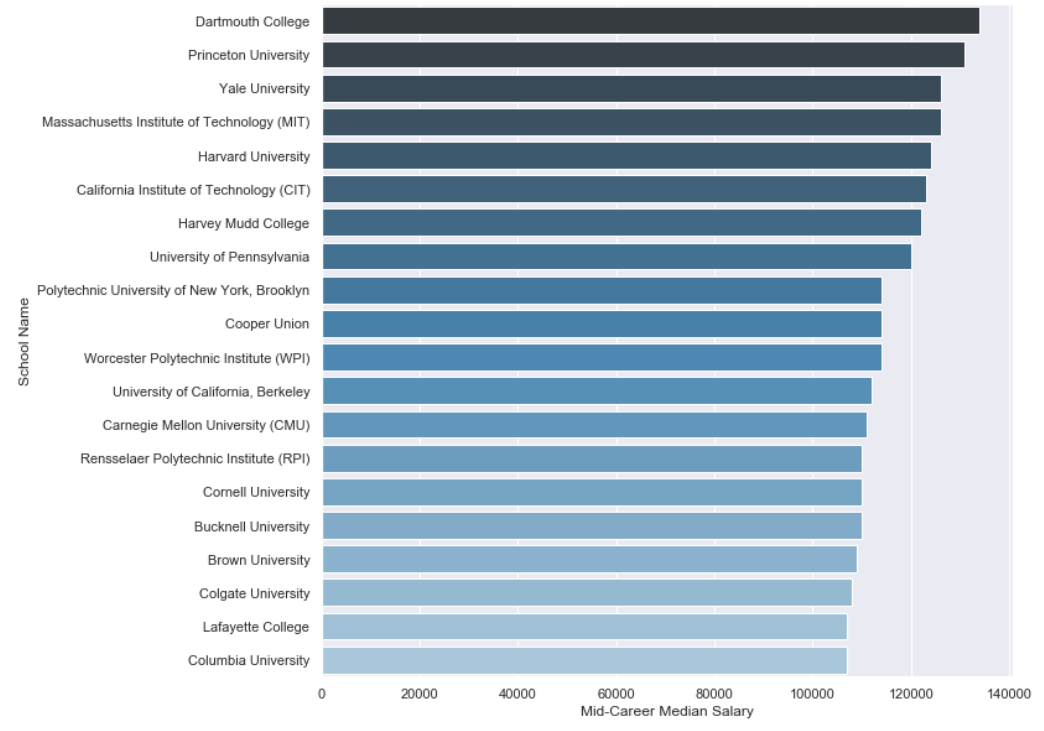 Dartmouth College
Princeton University
Yale University
Massachusetts Institute of Technology (MIT)
Harvard University
California Institute of Technology (CIT)
Harvey Mudd College
University of Pennsylvania
Polytechnic University of New York, Brooklyn
Cooper Union
Worcester Polytechnic Institute (WPI)
University of California, Berkeley
Carnegie Mellon University (CMU)
Rensselaer Polytechnic Institute (RPI)
Cornell University
Bucknell University
Brown University
Colgate University
Lafayette College
Columbia University
School Name
0 20000 40000 60000 80000 100000 120000 140000
Mid-Career Median Salary